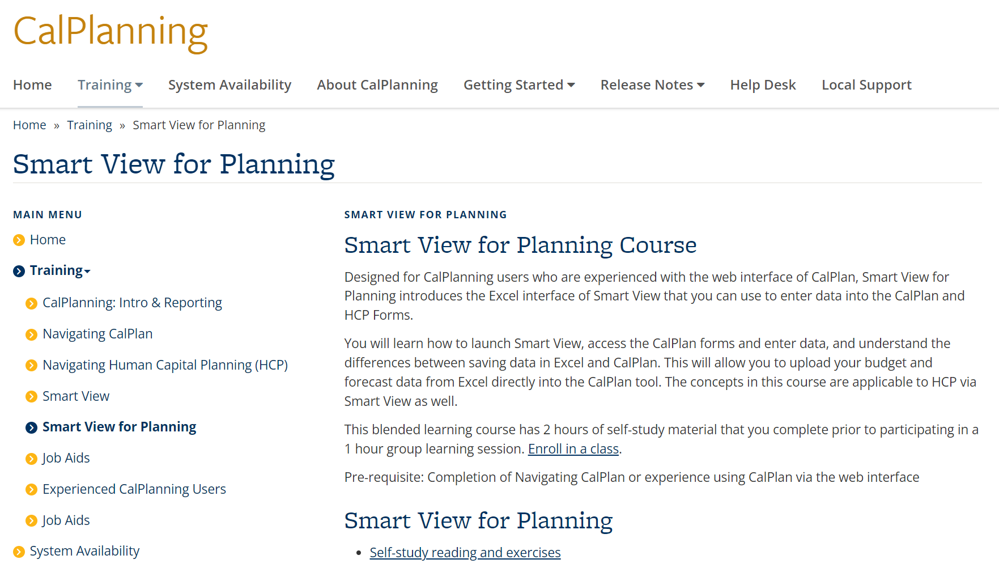 CalPlanning
Home Training System Availability About CalPlanning Getting Started Release Notes Help Desk Local Support
Home » Training » Smart View for Planning
Smart View for Planning
MAIN MENU
Home
Training
CalPlanning: Intro & Reporting
Navigating CalPlan
Navigating Human Capital Planning (HCP)
Smart View
Smart View for Planning
Job Aids
Experienced CalPlanning Users
Job Aids
System Availability
SMART VIEW FOR PLANNING
Smart View for Planning Course
Designed for CalPlanning users who are experienced with the web interface of CalPlan, Smart View for
Planning introduces the Excel interface of Smart View that you can use to enter data into the CalPlan and
HCP Forms.
You will learn how to launch Smart View, access the CalPlan forms and enter data, and understand the
differences between saving data in Excel and CalPlan. This will allow you to upload your budget and
forecast data from Excel directly into the CalPlan tool. The concepts in this course are applicable to HCP via
Smart View as well.
This blended learning course has 2 hours of self-study material that you complete prior to participating in a
1 hour group learning session. Enroll in a class.
Pre-requisite: Completion of Navigating CalPlan or experience using CalPlan via the web interface
Smart View for Planning
• Self-study reading and exercises